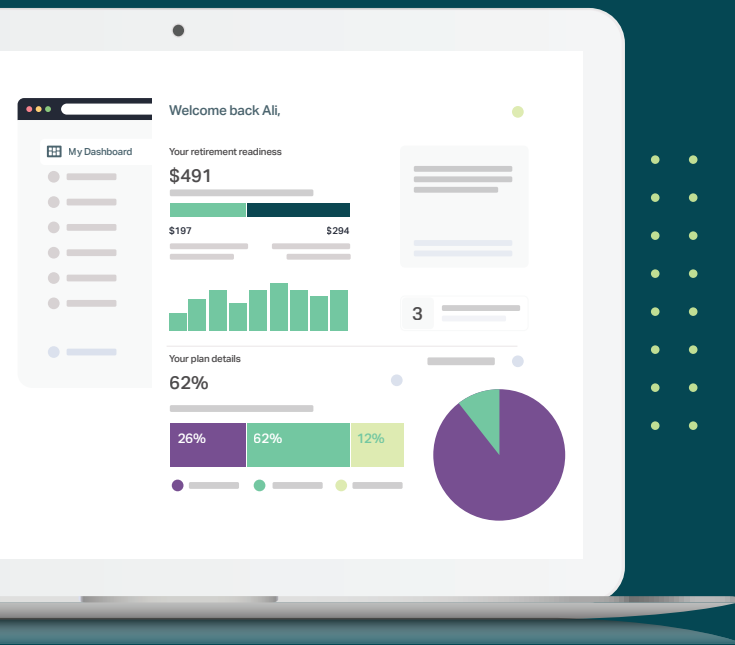 Welcome back Ali,
My Dashboard
Your retirement readiness
$491
$197
$294
3
Your plan details
62%
26%
62%
12%